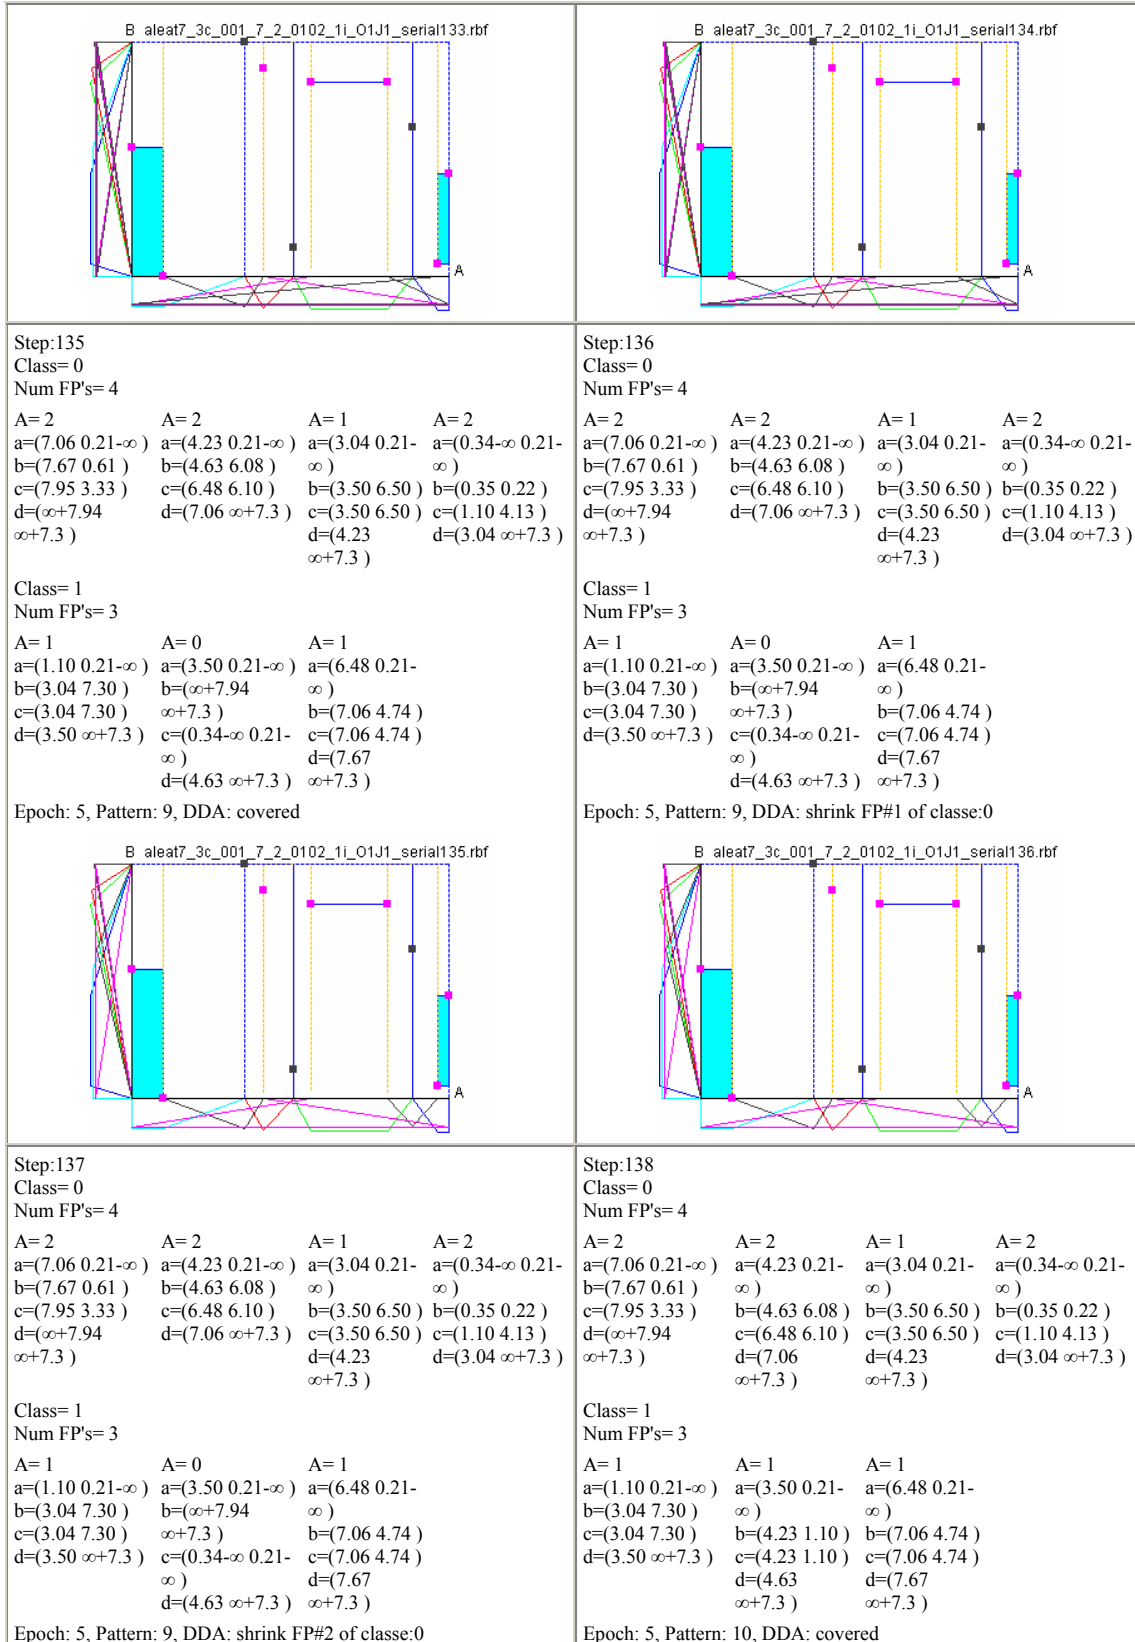 B aleat7_3c_001_7_2_0102_1i_O1J1_serial133.rbf
A
B aleat7_3c_001_7_2_0102_1i_O1J1_serial134.rbf
A
Step:135
Class= 0
Num FP's= 4
A= 2 A= 2 A= 1 A= 2
a=(7.06 0.21-∞ ) a=(4.23 0.21-∞ ) a=(3.04 0.21- a=(0.34-∞ 0.21-
b=(7.67 0.61 ) b=(4.63 6.08 ) ∞ ) ∞ )
c=(7.95 3.33 ) c=(6.48 6.10 ) b=(3.50 6.50 ) b=(0.35 0.22 )
d=(∞+7.94 d=(7.06 ∞+7.3 ) c=(3.50 6.50 ) c=(1.10 4.13 )
∞+7.3 ) d=(4.23 d=(3.04 ∞+7.3 )
∞+7.3 )
Class= 1
Num FP's= 3
A= 1 A= 0 A= 1
a=(1.10 0.21-∞ ) a=(3.50 0.21-∞ ) a=(6.48 0.21-
b=(3.04 7.30 ) b=(∞+7.94 ∞ )
c=(3.04 7.30 ) ∞+7.3 ) b=(7.06 4.74 )
d=(3.50 ∞+7.3 ) c=(0.34-∞ 0.21- c=(7.06 4.74 )
∞ ) d=(7.67
d=(4.63 ∞+7.3 ) ∞+7.3 )
Epoch: 5, Pattern: 9, DDA: covered
B aleat7_3c_001_7_2_0102_1i_O1J1_serial135.rbf
A
Step:136
Class= 0
Num FP's= 4
A= 2 A= 2 A= 1 A= 2
a=(7.06 0.21-∞ ) a=(4.23 0.21-∞ ) a=(3.04 0.21- a=(0.34-∞ 0.21-
b=(7.67 0.61 ) b=(4.63 6.08 ) ∞ ) ∞ )
c=(7.95 3.33 ) c=(6.48 6.10 ) b=(3.50 6.50 ) b=(0.35 0.22 )
d=(∞+7.94 d=(7.06 ∞+7.3 ) c=(3.50 6.50 ) c=(1.10 4.13 )
∞+7.3 ) d=(4.23 d=(3.04 ∞+7.3 )
∞+7.3 )
Class= 1
Num FP's= 3
A= 1 A= 0 A= 1
a=(1.10 0.21-∞ ) a=(3.50 0.21-∞ ) a=(6.48 0.21-
b=(3.04 7.30 ) b=(∞+7.94 ∞ )
c=(3.04 7.30 ) ∞+7.3 ) b=(7.06 4.74 )
d=(3.50 ∞+7.3 ) c=(0.34-∞ 0.21- c=(7.06 4.74 )
∞ ) d=(7.67
d=(4.63 ∞+7.3 ) ∞+7.3 )
Epoch: 5, Pattern: 9, DDA: shrink FP#1 of classe:0
B aleat7_3c_001_7_2_0102_1i_O1J1_serial136.rbf
A
Step:137
Class= 0
Num FP's= 4
A= 2 A= 2 A= 1 A= 2
a=(7.06 0.21-∞ ) a=(4.23 0.21-∞ ) a=(3.04 0.21- a=(0.34-∞ 0.21-
b=(7.67 0.61 ) b=(4.63 6.08 ) ∞ ) ∞ )
c=(7.95 3.33 ) c=(6.48 6.10 ) b=(3.50 6.50 ) b=(0.35 0.22 )
d=(∞+7.94 d=(7.06 ∞+7.3 ) c=(3.50 6.50 ) c=(1.10 4.13 )
∞+7.3 ) d=(4.23 d=(3.04 ∞+7.3 )
∞+7.3 )
Class= 1
Num FP's= 3
A= 1 A= 0 A= 1
a=(1.10 0.21-∞ ) a=(3.50 0.21-∞ ) a=(6.48 0.21-
b=(3.04 7.30 ) b=(∞+7.94 ∞ )
c=(3.04 7.30 ) ∞+7.3 ) b=(7.06 4.74 )
d=(3.50 ∞+7.3 ) c=(0.34-∞ 0.21- c=(7.06 4.74 )
∞ ) d=(7.67
d=(4.63 ∞+7.3 ) ∞+7.3 )
Epoch: 5, Pattern: 9, DDA: shrink FP#2 of classe:0
Step:138
Class= 0
Num FP's= 4
A= 2 A= 2 A= 1 A= 2
a=(7.06 0.21-∞ ) a=(4.23 0.21- a=(3.04 0.21- a=(0.34-∞ 0.21-
b=(7.67 0.61 ) ∞ ) ∞ ) ∞ )
c=(7.95 3.33 ) b=(4.63 6.08 ) b=(3.50 6.50 ) b=(0.35 0.22 )
d=(∞+7.94 c=(6.48 6.10 ) c=(3.50 6.50 ) c=(1.10 4.13 )
∞+7.3 ) d=(7.06 d=(4.23 d=(3.04 ∞+7.3 )
∞+7.3 ) ∞+7.3 )
Class= 1
Num FP's= 3
A= 1 A= 1 A= 1
a=(1.10 0.21-∞ ) a=(3.50 0.21- a=(6.48 0.21-
b=(3.04 7.30 ) ∞ ) ∞ )
c=(3.04 7.30 ) b=(4.23 1.10 ) b=(7.06 4.74 )
d=(3.50 ∞+7.3 ) c=(4.23 1.10 ) c=(7.06 4.74 )
d=(4.63 d=(7.67
∞+7.3 ) ∞+7.3 )
Epoch: 5, Pattern: 10, DDA: covered